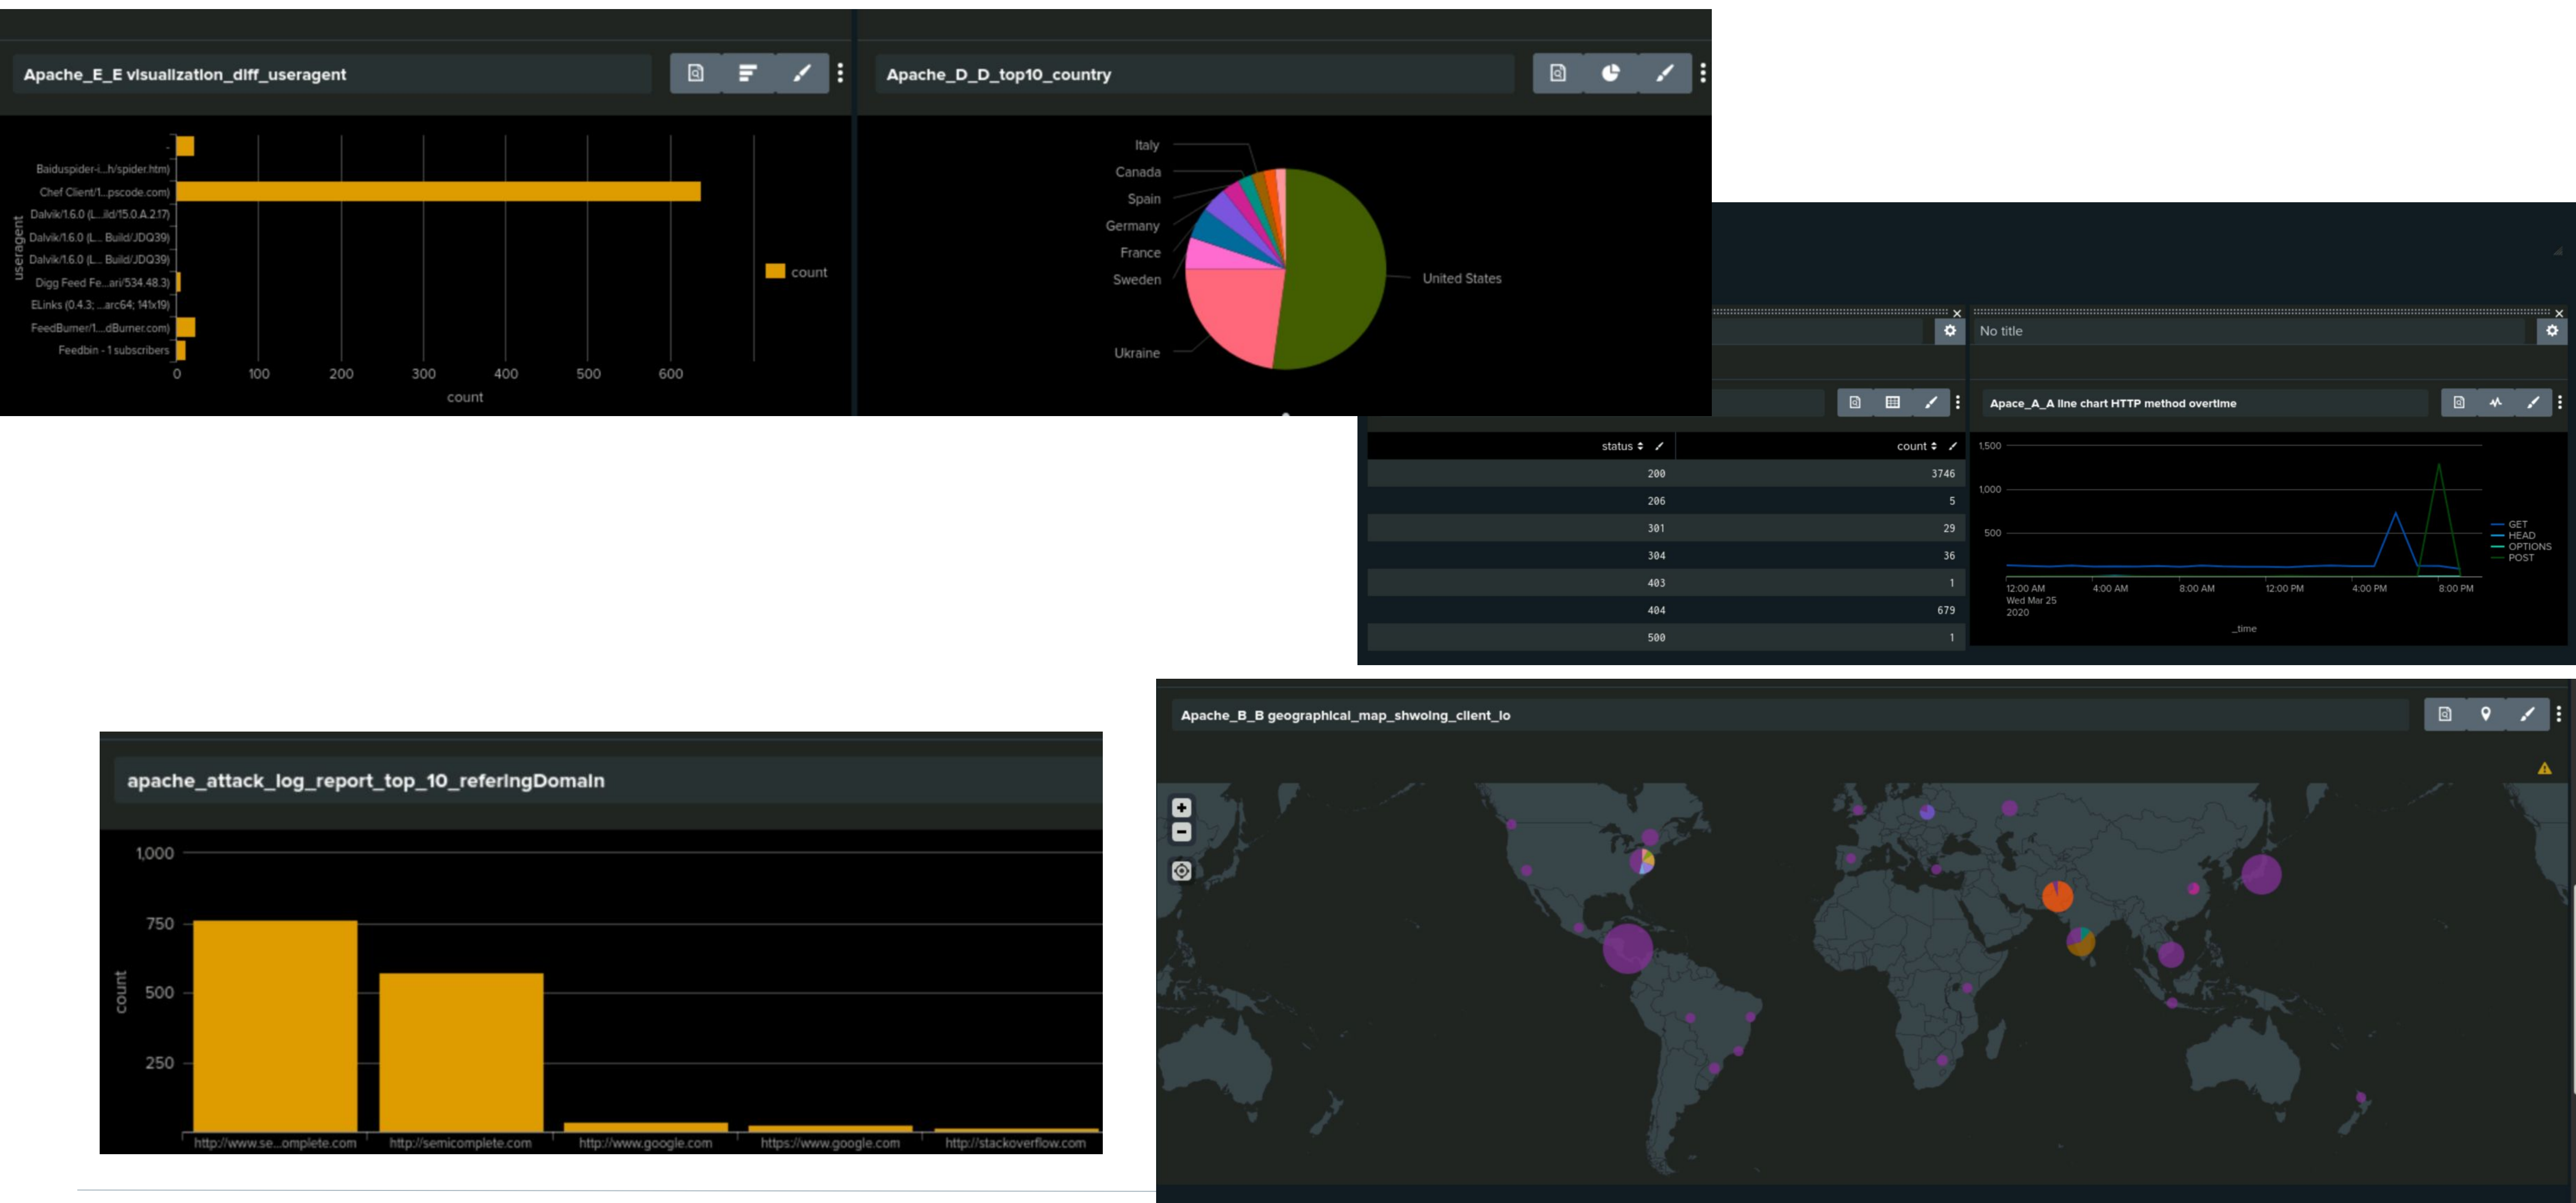 Apache_E_E visualization_diff_useragent
-
Baiduspider-i...h/spider.htm)
Chef Client/1...pscode.com)
Dalvik/1.6.0 (L...ild/15.0.A.2.17)
Dalvik/1.6.0 (L... Build/JDQ39)
Dalvik/1.6.0 (L... Build/JDQ39)
Digg Feed Fe...ari/534.48.3)
ELinks (0.4.3; ...arc64; 141x19)
FeedBurner/1....dBurner.com)
Feedbin - 1 subscribers
useragent
0 100 200 300 400 500 600
count
count
Apache_D_D_top10_country
Italy
Canada
Spain
Germany
France
Sweden
Ukraine
United States
status count
200 3746
206 5
301 29
304 36
403 1
404 679
500 1
No title
Apace_A_A line chart HTTP method overtime
1,500
1,000
500
GET
HEAD
OPTIONS
POST
12:00 AM 4:00 AM 8:00 AM 12:00 PM 4:00 PM 8:00 PM
Wed Mar 25
2020
_time
apache_attack_log_report_top_10_referingDomain
1,000
750
500
250
count
http://www.se...omplete.com http://semicomplete.com http://www.google.com https://www.google.com http://stackoverflow.com
Apache_B_B geographical_map_shwoing_client_lo
+
-